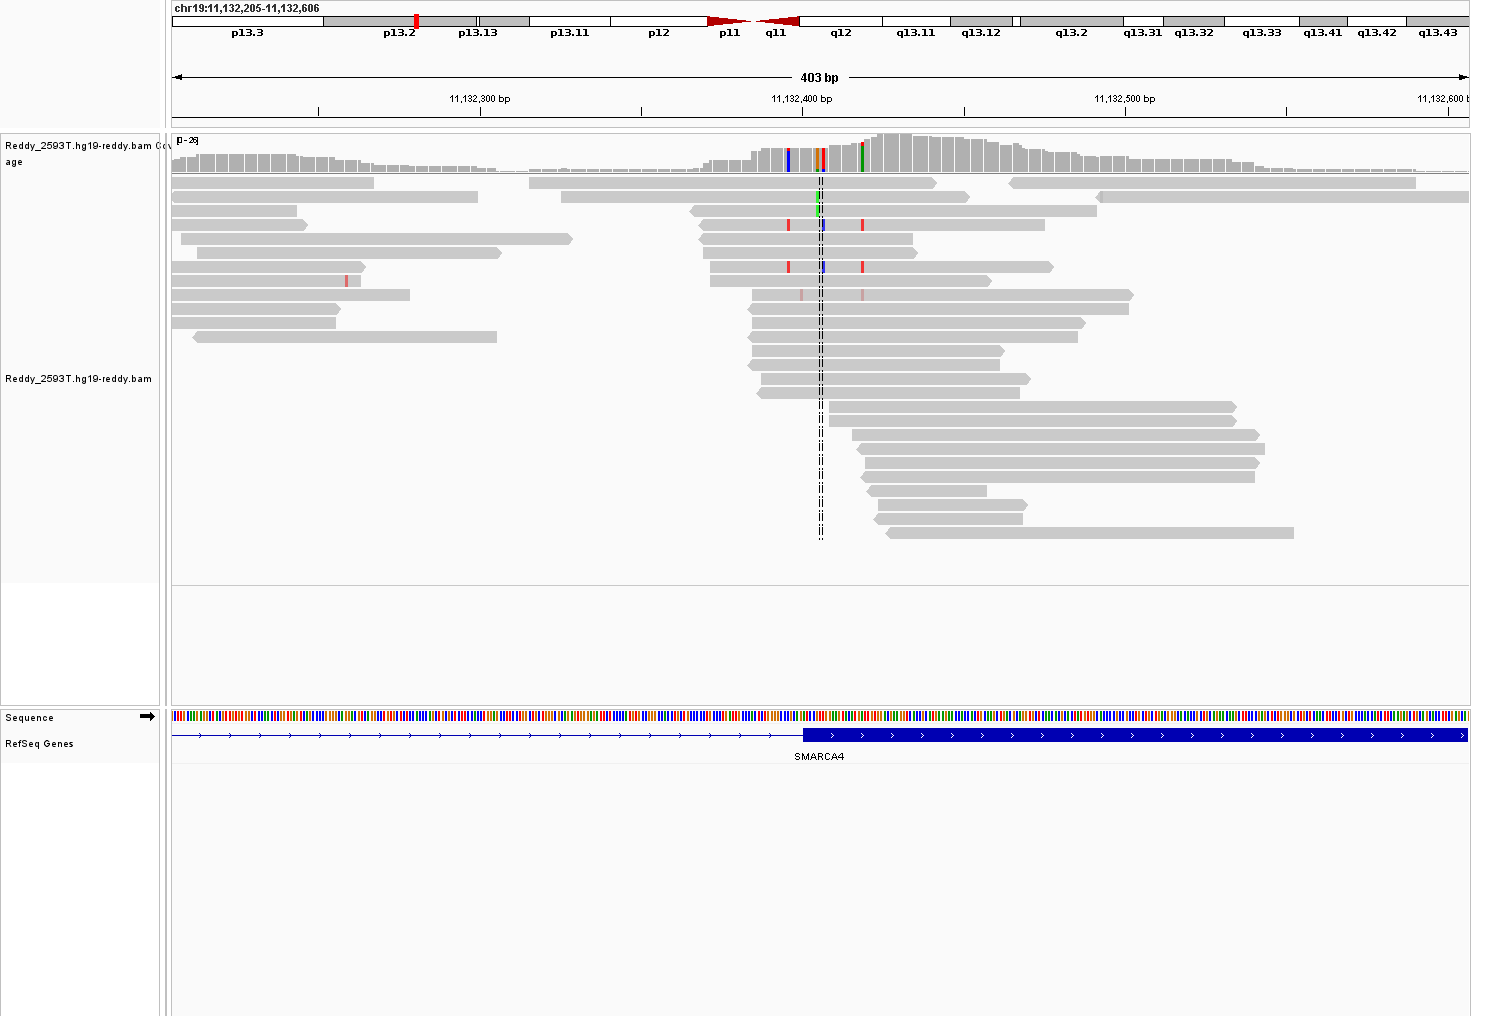 chr19:11,132,205-11,132,606
p13.3 p13.2 p13.13 p13.11 p12 p11 q11 q12 q13.11 q13.12 q13.2 q13.31 q13.32 q13.33 q13.41 q13.42 q13.43
403 bp
11,132,300 bp 11,132,400 bp 11,132,500 bp 11,132,600 b
Reddy_2593T.hg19-reddy.bam Cov
age
[0-26]
Reddy_2593T.hg19-reddy.bam
Sequence
RefSeq Genes
SMARCA4